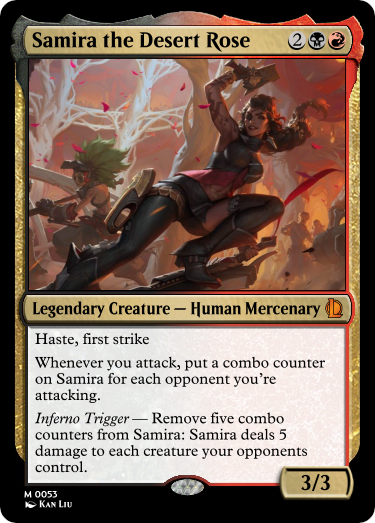 Samira the Desert Rose 2
Legendary Creature — Human Mercenary
Haste, first strike
Whenever you attack, put a combo counter
on Samira for each opponent you're
attacking.
Inferno Trigger — Remove five combo
counters from Samira: Samira deals 5
damage to each creature your opponents
control.
3/3
M 0053
Kan Liu